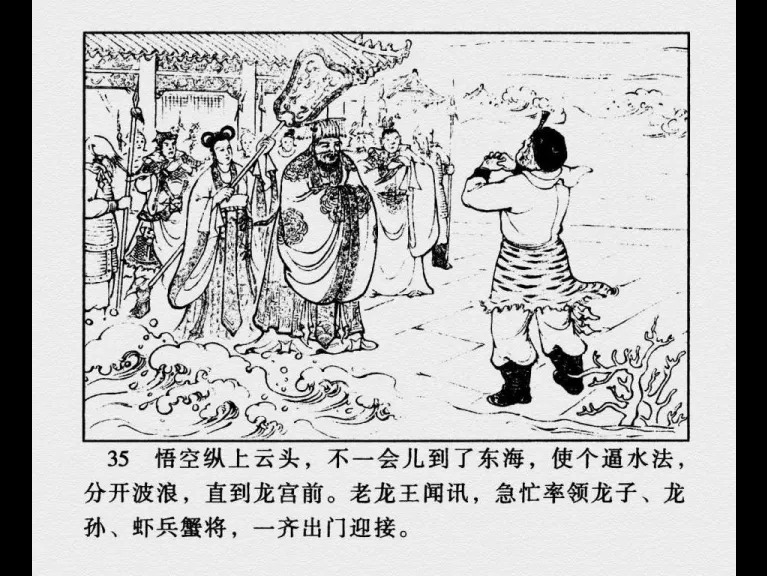 35 悟空纵上云头，不一会儿到了东海，使个逼水法，
分开波浪，直到龙宫前。老龙王闻讯，急忙率领龙子、龙
孙、虾兵蟹将，一齐出门迎接。